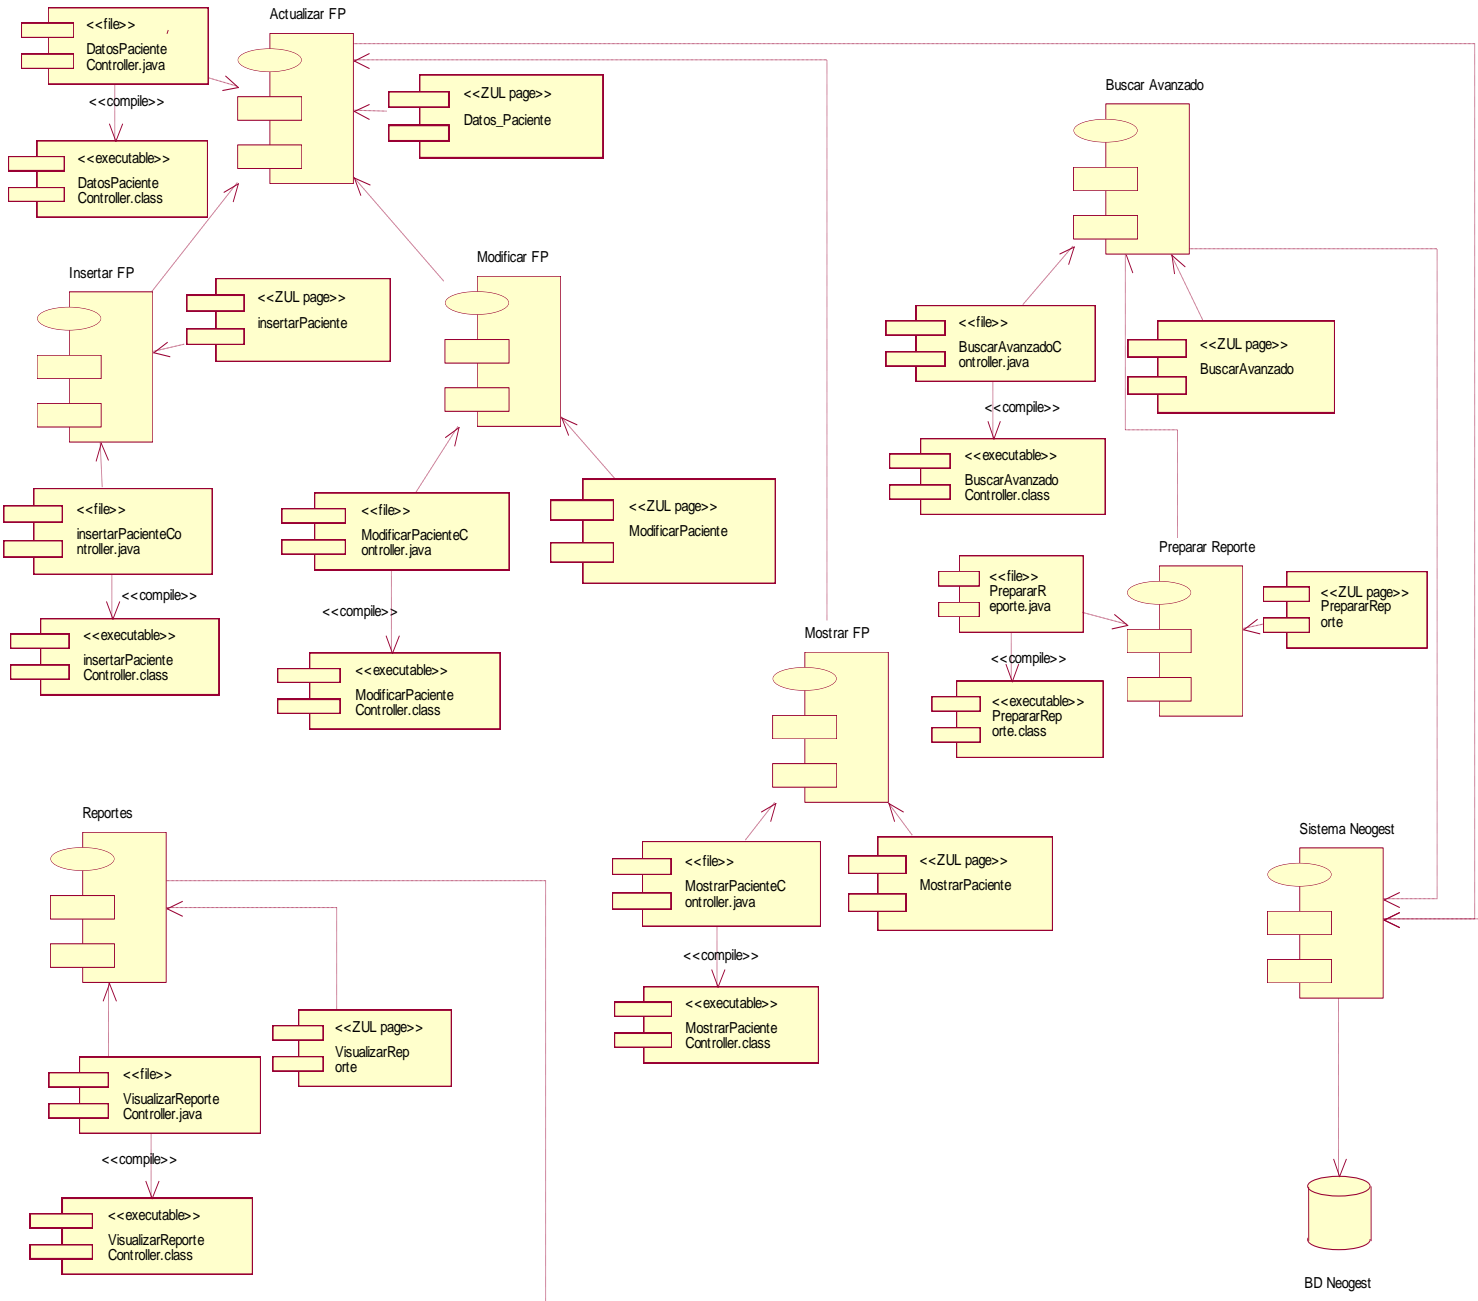 Actualizar FP
<<file>>
DatosPaciente
Controller.java
<<compile>>
<<executable>>
DatosPaciente
Controller.class
<<ZUL page>>
Datos_Paciente
Buscar Avanzado
Insertar FP
<<ZUL page>>
insertarPaciente
Modificar FP
<<file>>
BuscarAvanzadoC
ontroller.java
<<compile>>
<<ZUL page>>
BuscarAvanzado
<<executable>>
BuscarAvanzado
Controller.class
<<file>>
insertarPacienteCo
ntroller.java
<<compile>>
<<executable>>
insertarPaciente
Controller.class
<<file>>
ModificarPacienteC
ontroller.java
<<compile>>
<<executable>>
ModificarPaciente
Controller.class
<<ZUL page>>
ModificarPaciente
Preparar Reporte
<<file>>
PrepararR
eporte.java
<<compile>>
<<executable>>
PrepararRep
orte.class
<<ZUL page>>
PrepararRep
orte
Mostrar FP
<<file>>
MostrarPacienteC
ontroller.java
<<compile>>
<<executable>>
MostrarPaciente
Controller.class
<<ZUL page>>
MostrarPaciente
Reportes
<<ZUL page>>
VisualizarRep
orte
<<file>>
VisualizarReporte
Controller.java
<<compile>>
<<executable>>
VisualizarReporte
Controller.class
Sistema Neogest
BD Neogest